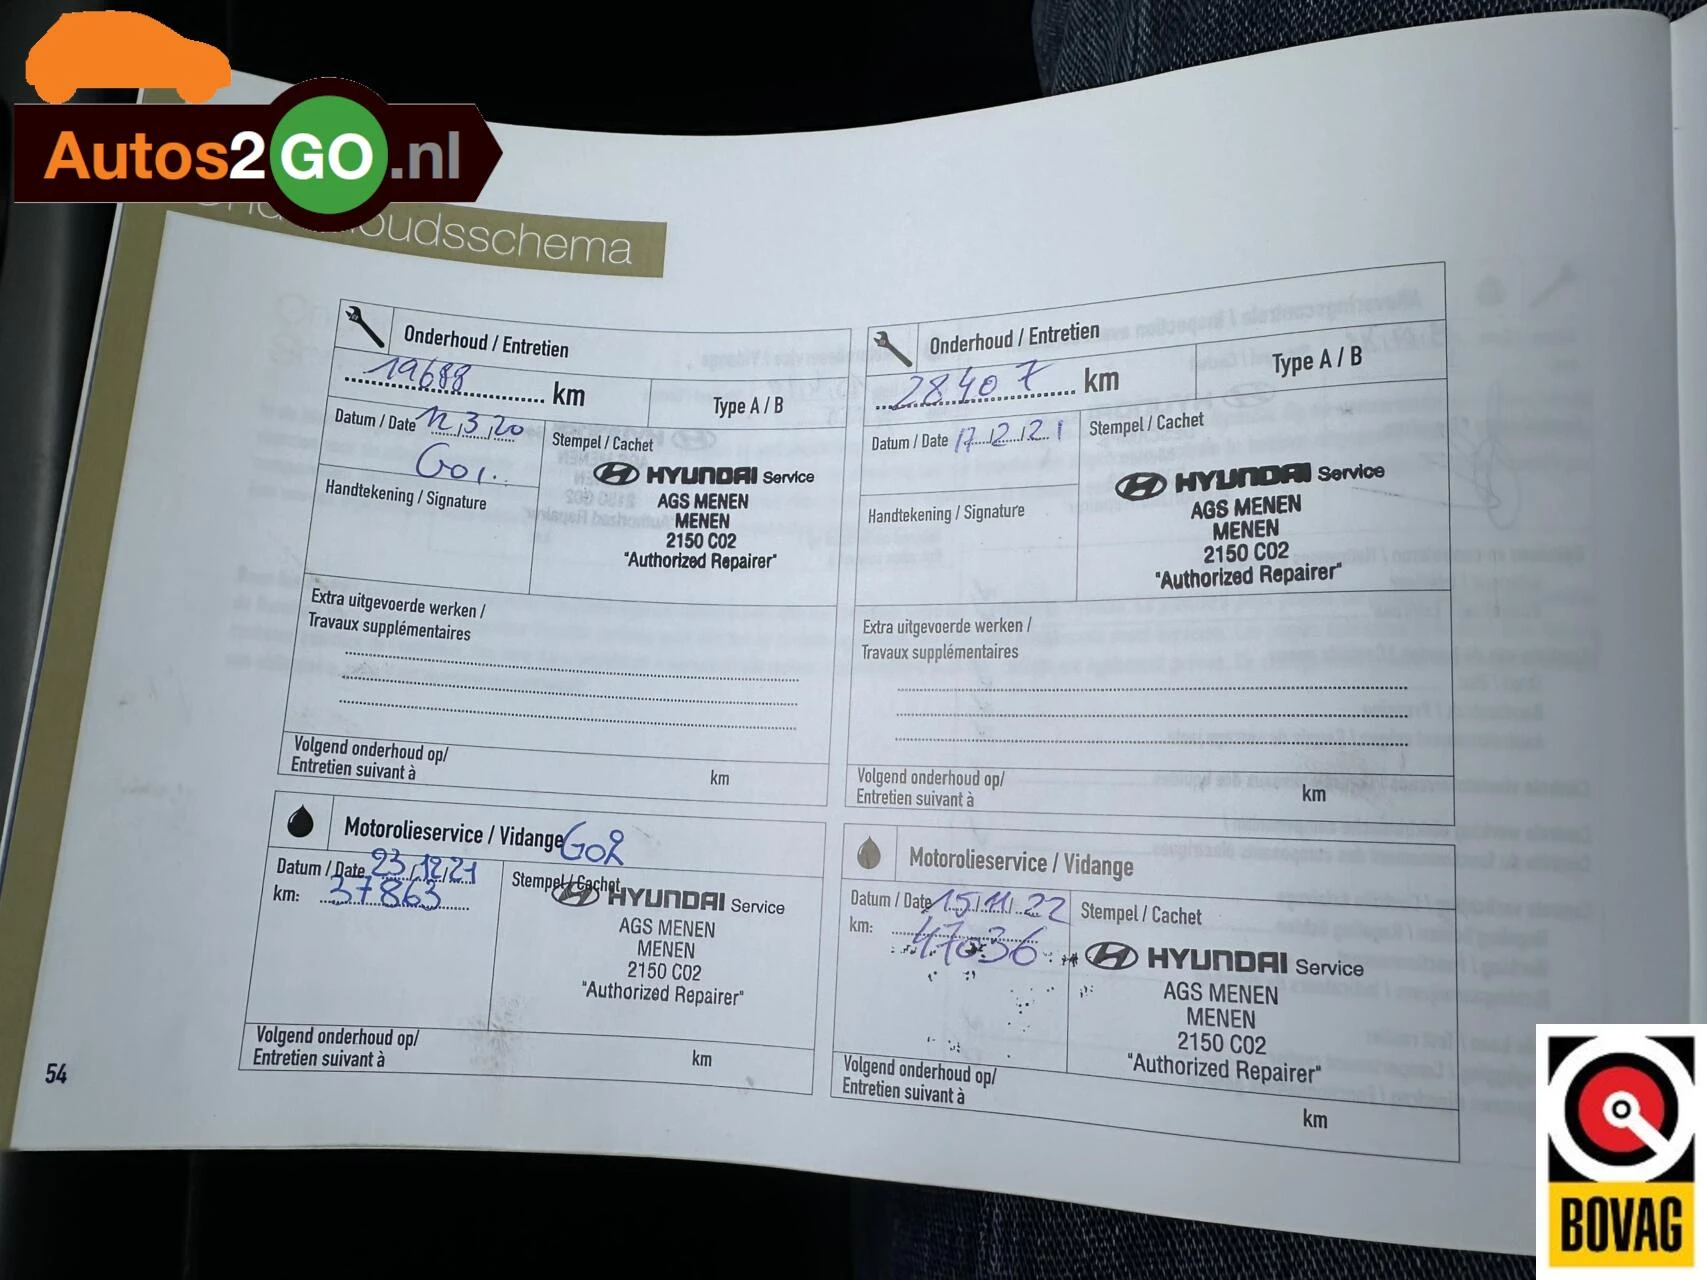 Autos2GO.nl
Onderhoudsschema
Onderhoud / Entretien
19688 km
Type A / B
Datum / Date 12/3/20
G01..
Stempel / Cachet
Handtekening / Signature
HYUNDAI Service
AGS MENEN
MENEN
2150 C02
"Authorized Repairer"
Extra uitgevoerde werken /
Travaux supplémentaires
Volgend onderhoud op/
Entretien suivant à
km
Onderhoud / Entretien
28407 km
Type A / B
Datum / Date 17/2/21
Stempel / Cachet
Handtekening / Signature
HYUNDAI Service
AGS MENEN
MENEN
2150 C02
"Authorized Repairer"
Extra uitgevoerde werken /
Travaux supplémentaires
Volgend onderhoud op/
Entretien suivant à
km
Motorolieservice / Vidange G02
Datum / Date 23/12/21
km: 37863
Stempel / Cachet
HYUNDAI Service
AGS MENEN
MENEN
2150 C02
"Authorized Repairer"
Volgend onderhoud op/
Entretien suivant à
km
Motorolieservice / Vidange
Datum / Date 15/11/22
km: 47036
Stempel / Cachet
HYUNDAI Service
AGS MENEN
MENEN
2150 C02
"Authorized Repairer"
Volgend onderhoud op/
Entretien suivant à
km
54
BOVAG